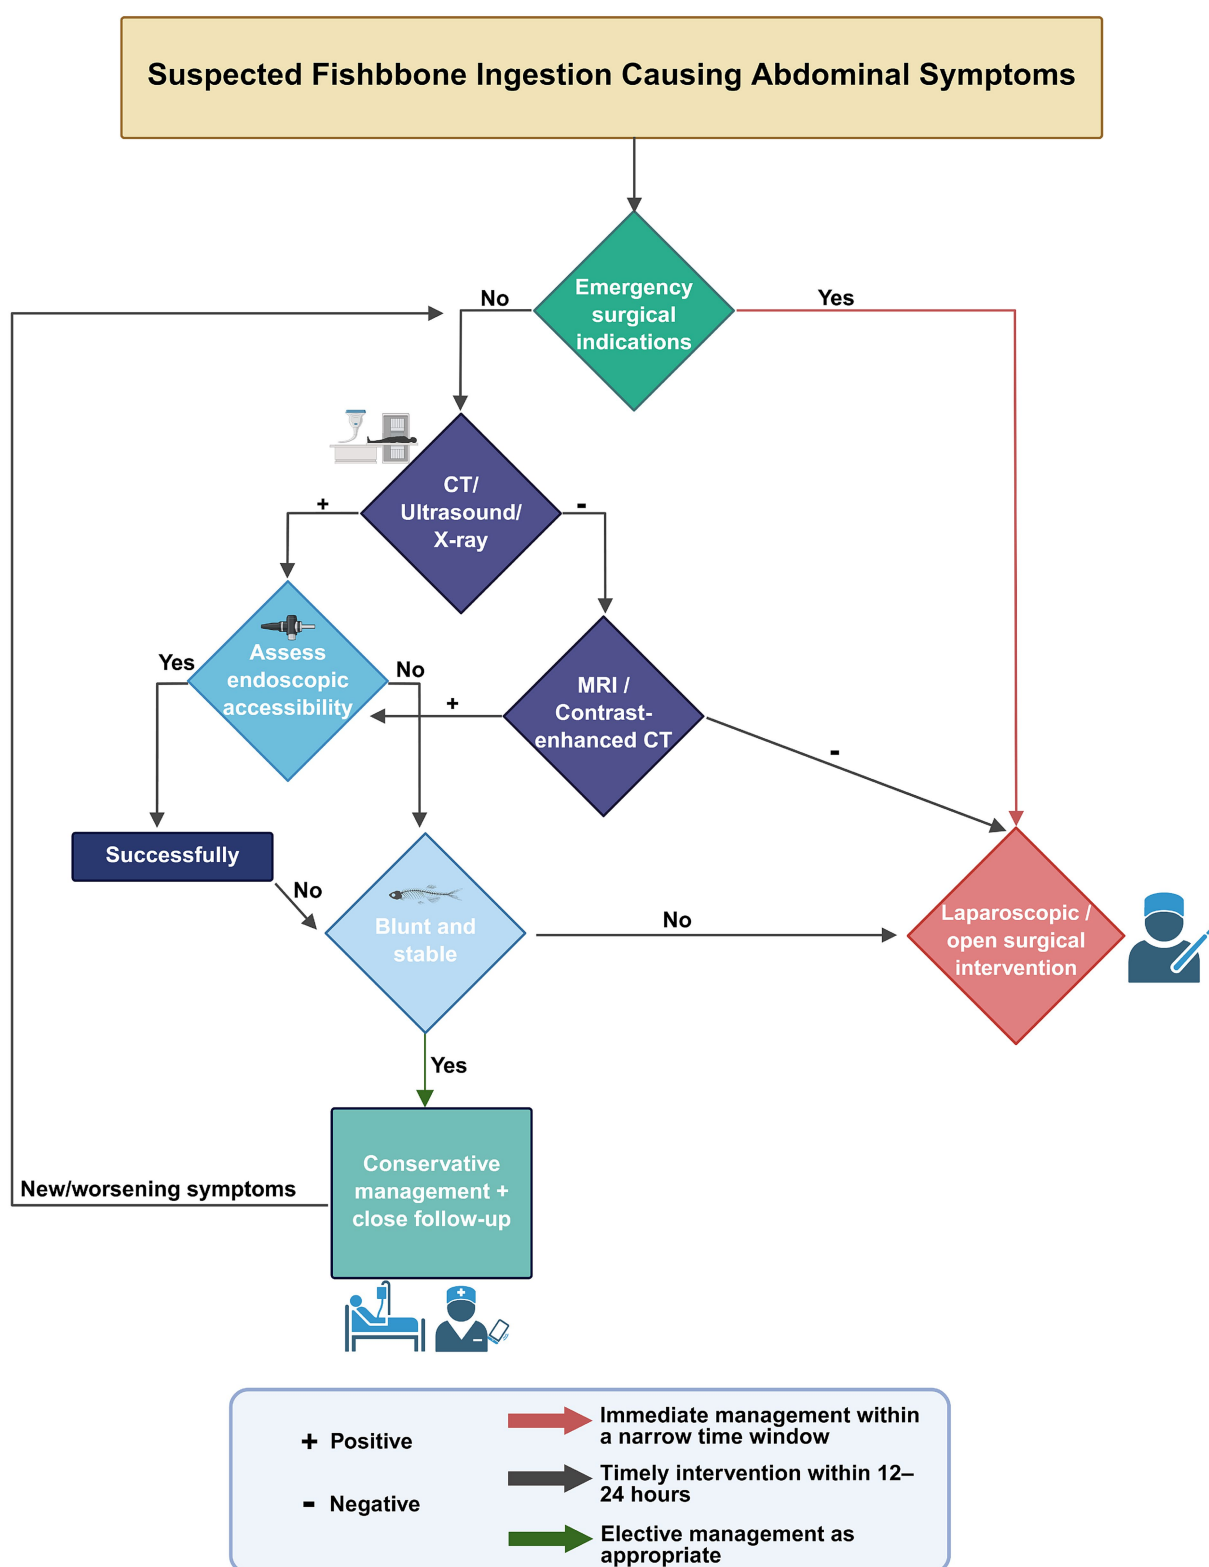 Suspected Fishbbone Ingestion Causing Abdominal Symptoms
Emergency
surgical
indications
No
Yes
CT/
Ultrasound/
X-ray
+
-
Assess
endoscopic
accessibility
Yes
No
MRI /
Contrast-
enhanced CT
+
-
Successfully
No
Blunt and
stable
No
Laparoscopic /
open surgical
intervention
Yes
Conservative
management +
close follow-up
New/worsening symptoms
+ Positive
- Negative
Immediate management within
a narrow time window
Timely intervention within 12–
24 hours
Elective management as
appropriate